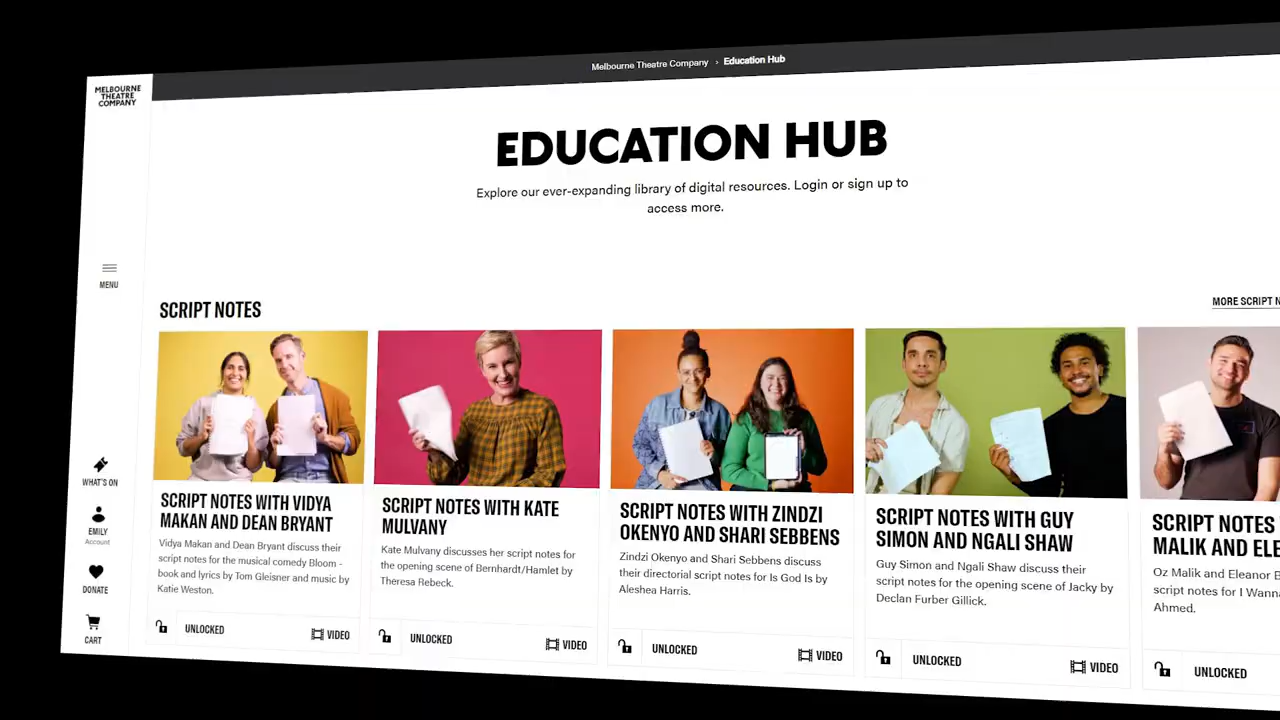 Melbourne Theatre Company › Education Hub
MELBOURNE
THEATRE
COMPANY
EDUCATION HUB
Explore our ever-expanding library of digital resources. Login or sign up to
access more.
MENU
WHAT'S ON
EMILY
Account
DONATE
CART
SCRIPT NOTES
MORE SCRIPT N
SCRIPT NOTES WITH VIDYA
MAKAN AND DEAN BRYANT
Vidya Makan and Dean Bryant discuss their
script notes for the musical comedy Bloom -
book and lyrics by Tom Gleisner and music by
Katie Weston.
UNLOCKED
VIDEO
SCRIPT NOTES WITH KATE
MULVANY
Kate Mulvany discusses her script notes for
the opening scene of Bernhardt/Hamlet by
Theresa Rebeck.
UNLOCKED
VIDEO
SCRIPT NOTES WITH ZINDZI
OKENYO AND SHARI SEBBENS
Zindzi Okenyo and Shari Sebbens discuss
their directorial script notes for Is God Is by
Aleshea Harris.
UNLOCKED
VIDEO
SCRIPT NOTES WITH GUY
SIMON AND NGALI SHAW
Guy Simon and Ngali Shaw discuss their
script notes for the opening scene of Jacky by
Declan Furber Gillick.
UNLOCKED
VIDEO
SCRIPT NOTES
MALIK AND ELE
Oz Malik and Eleanor B
script notes for I Wann
Ahmed.
UNLOCKED